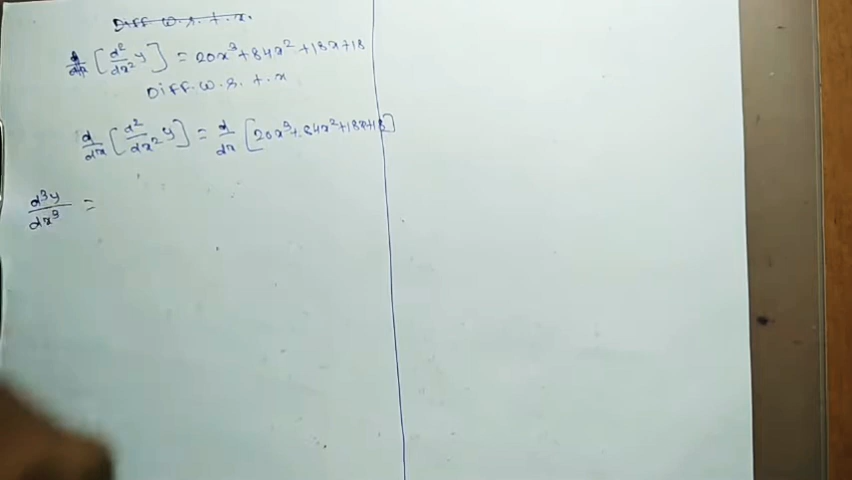 Diff w.r.t.x.
d/dx [d²/dx² y] = 20x³+84x²+18x+18
Diff.w.r.t.x
d/dx [d²/dx² y] = d/dx [20x³+84x²+18x+18]
d³y/dx³ =